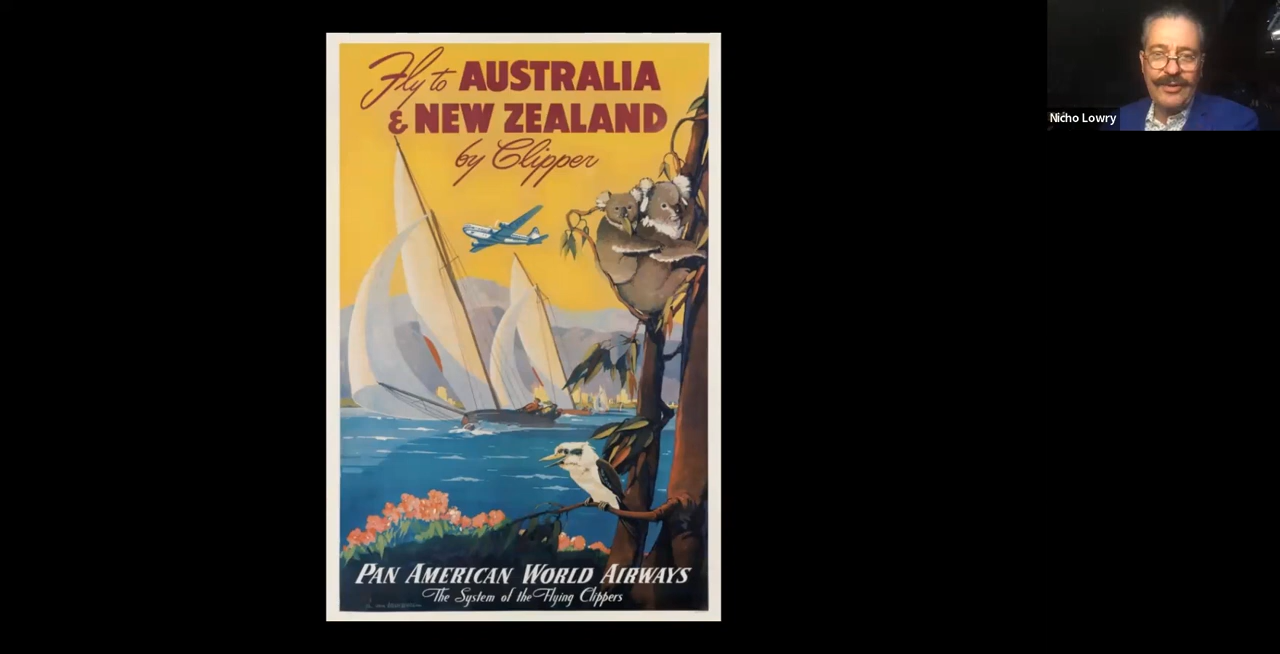 Fly to AUSTRALIA
& NEW ZEALAND
by Clipper
PAN AMERICAN WORLD AIRWAYS
The System of the Flying Clippers
Nicho Lowry